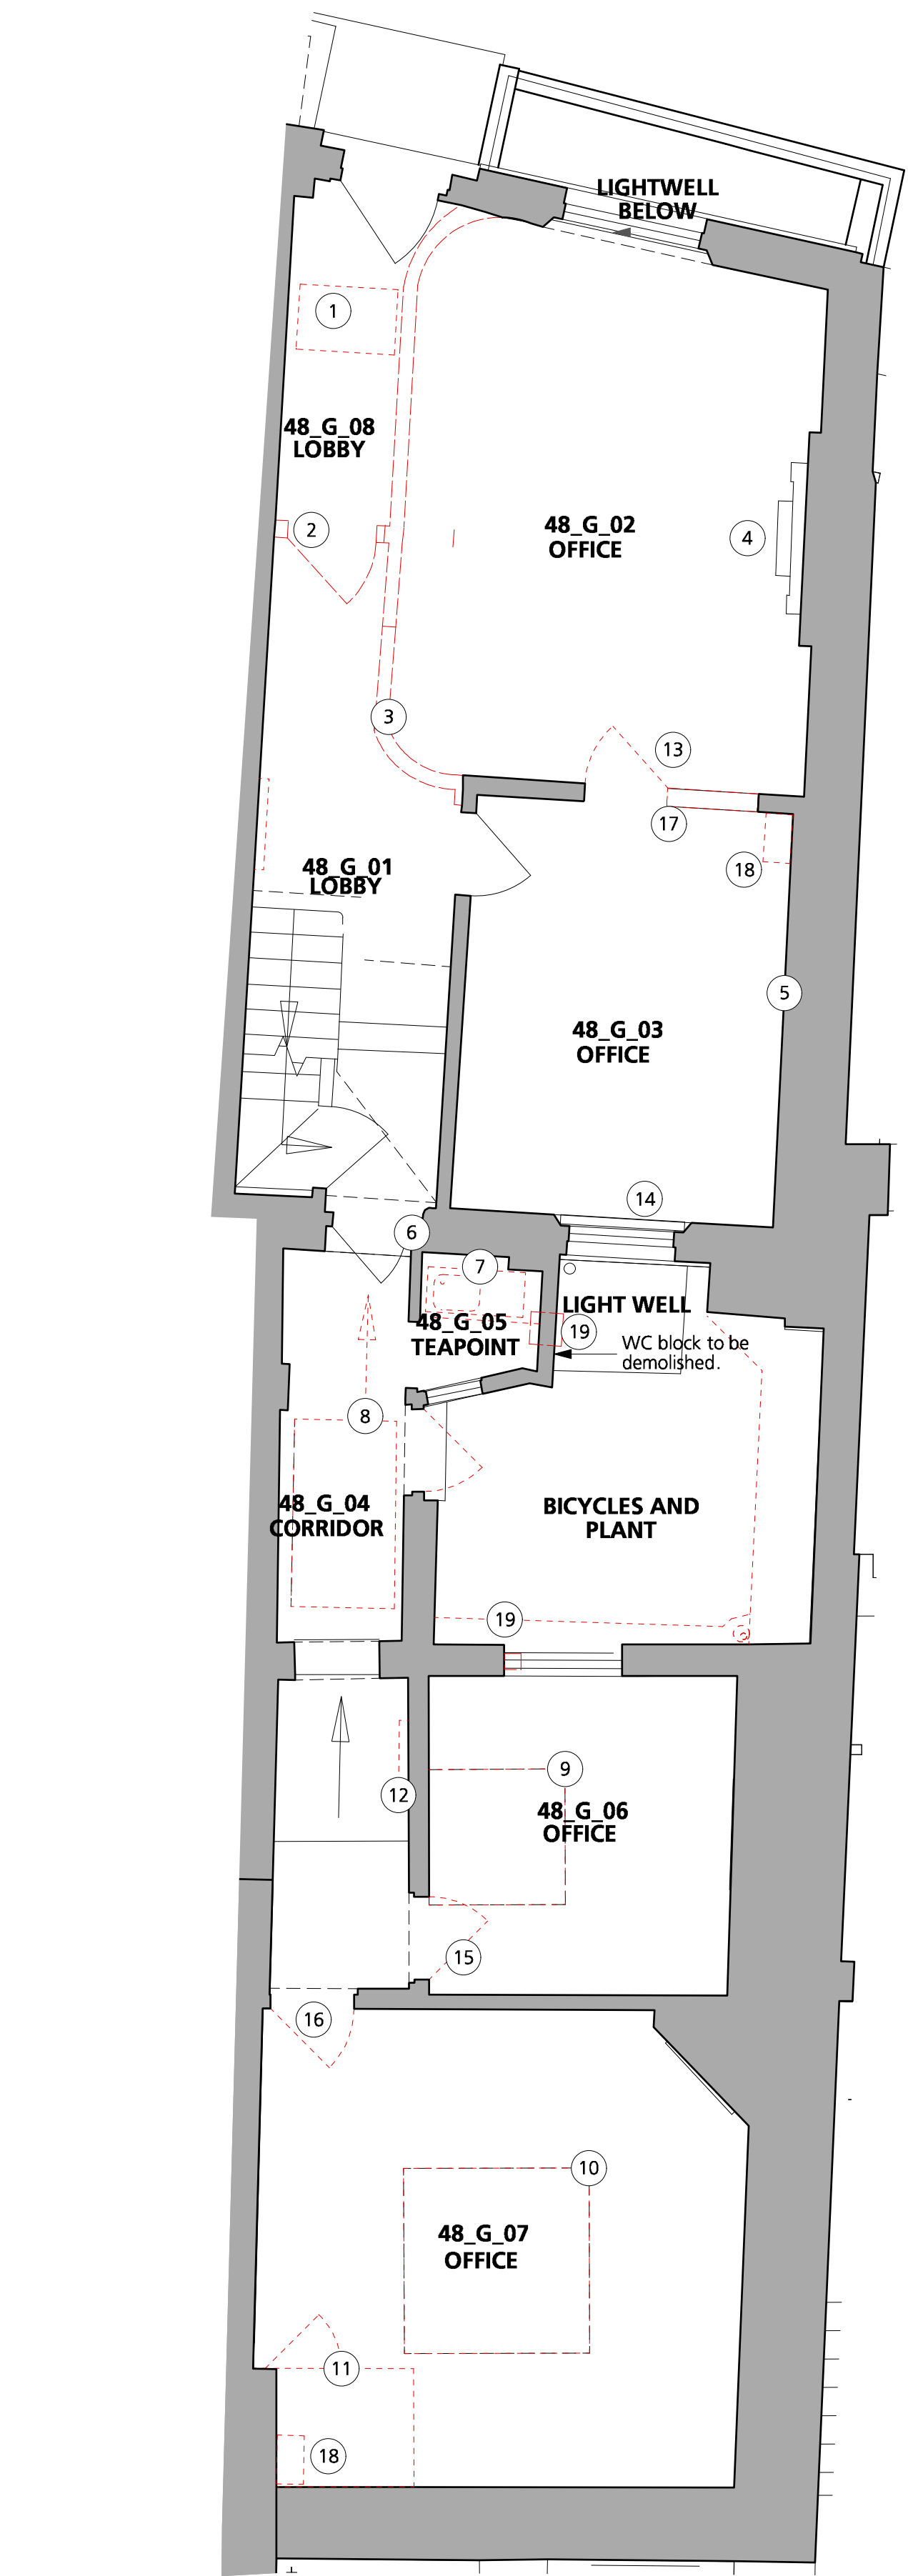 LIGHTWELL
BELOW
1
48_G_08
LOBBY
2
48_G_02
OFFICE
4
3
13
17
18
48_G_01
LOBBY
5
48_G_03
OFFICE
14
6
7
LIGHT WELL
48_G_05
TEAPOINT
19
WC block to be
demolished.
8
48_G_04
CORRIDOR
BICYCLES AND
PLANT
19
9
12
48_G_06
OFFICE
15
16
10
48_G_07
OFFICE
11
18